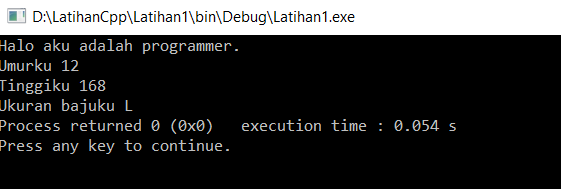 D:\LatihanCpp\Latihan1\bin\Debug\Latihan1.exe
Halo aku adalah programmer.
Umurku 12
Tinggiku 168
Ukuran bajuku L
Process returned 0 (0x0)   execution time : 0.054 s
Press any key to continue.